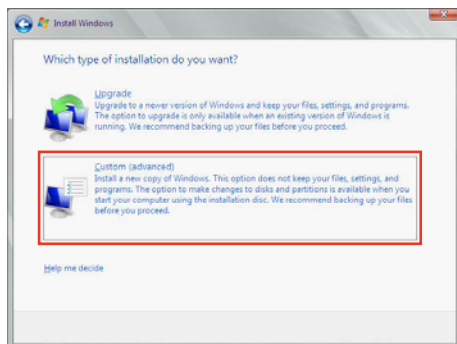 Install Windows
Which type of installation do you want?
Upgrade
Upgrade to a newer version of Windows and keep your files, settings, and programs.
The option to upgrade is only available when an existing version of Windows is
running. We recommend backing up your files before you proceed.
Custom (advanced)
Install a new copy of Windows. This option does not keep your files, settings, and
programs. The option to make changes to disks and partitions is available when you
start your computer using the installation disc. We recommend backing up your files
before you proceed.
Help me decide